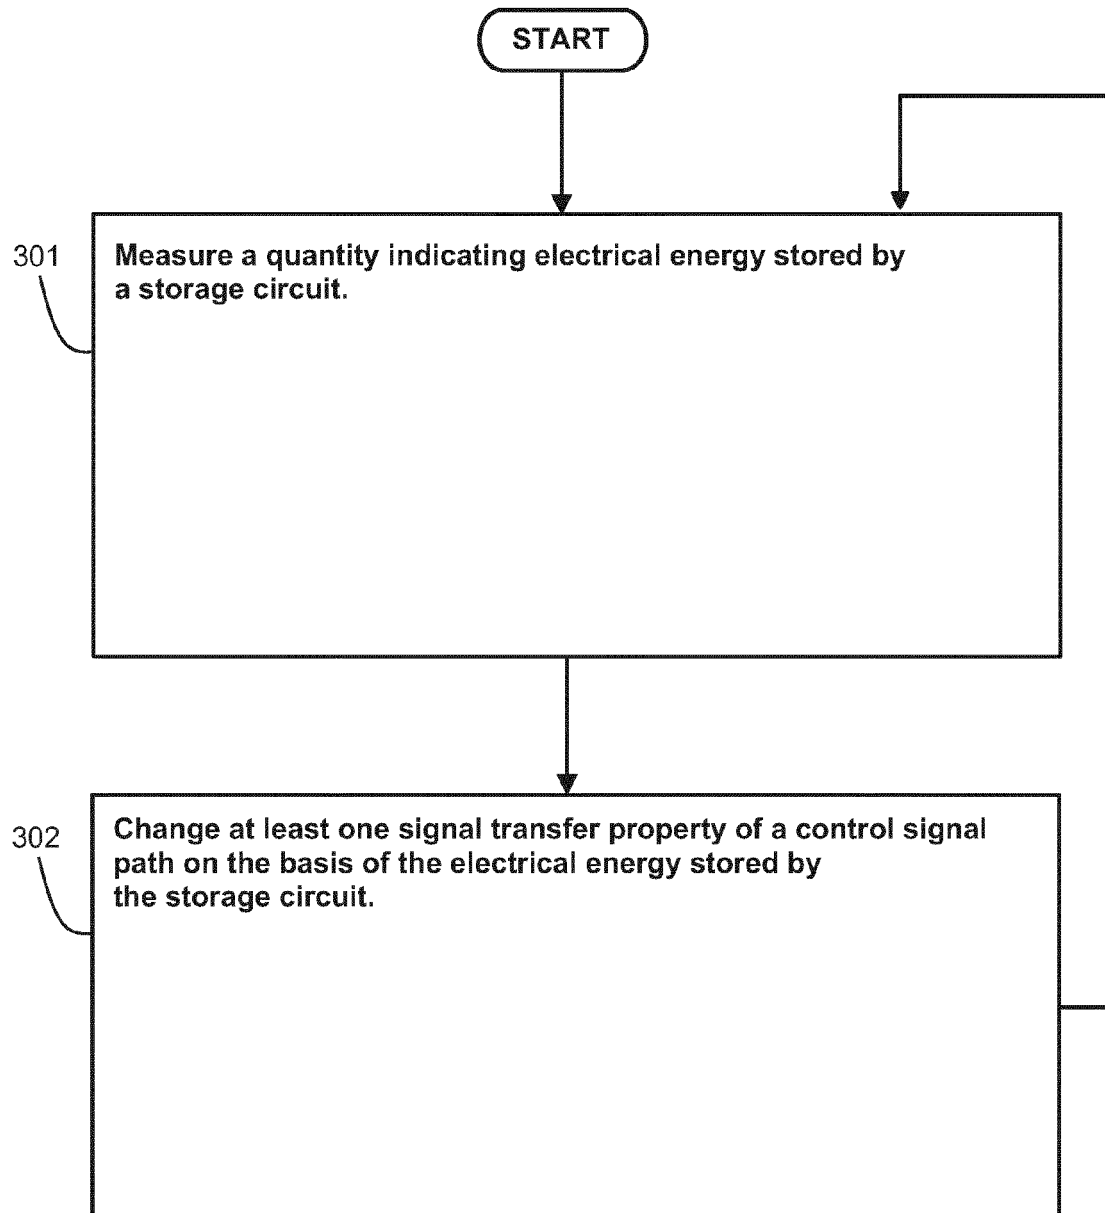 START
301
Measure a quantity indicating electrical energy stored by
a storage circuit.
302
Change at least one signal transfer property of a control signal
path on the basis of the electrical energy stored by
the storage circuit.